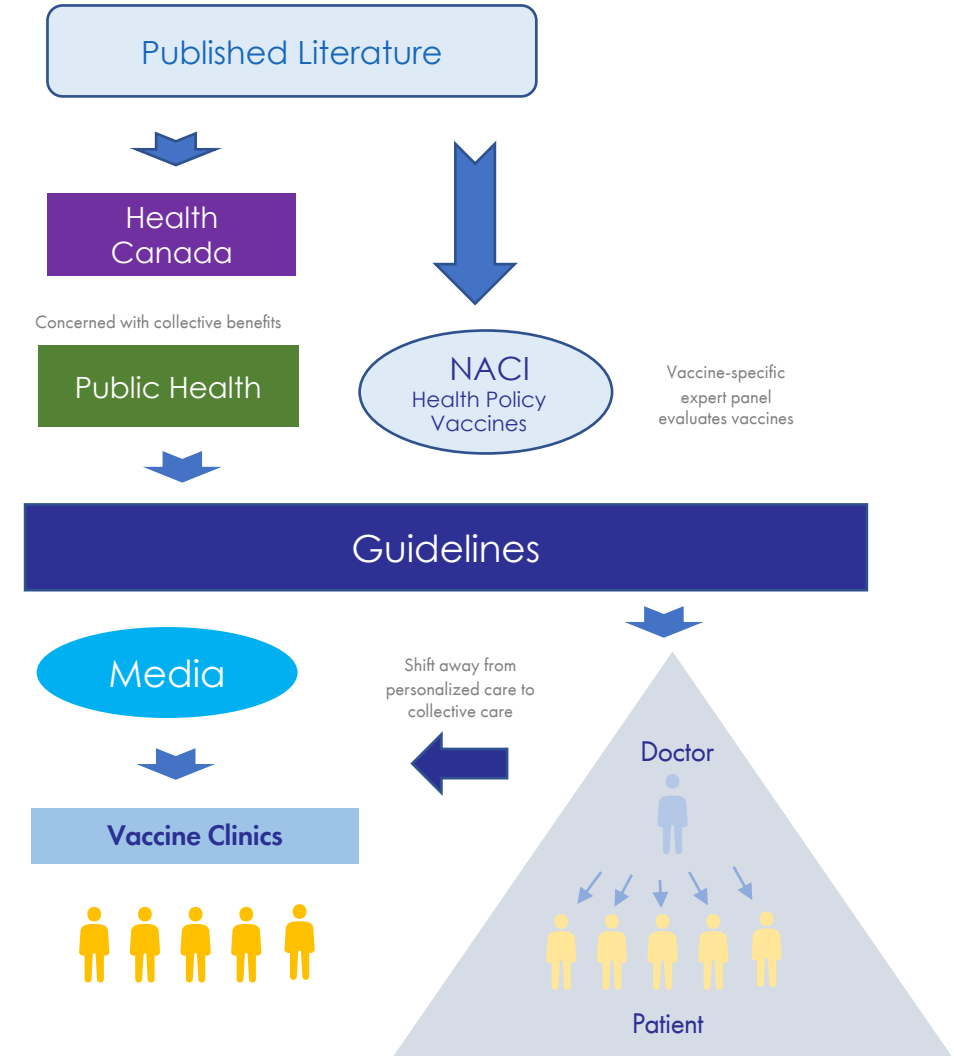 Published Literature
Health
Canada
Concerned with collective benefits
Public Health
NACI
Health Policy
Vaccines
Vaccine-specific
expert panel
evaluates vaccines
Guidelines
Media
Shift away from
personalized care to
collective care
Doctor
Vaccine Clinics
Patient